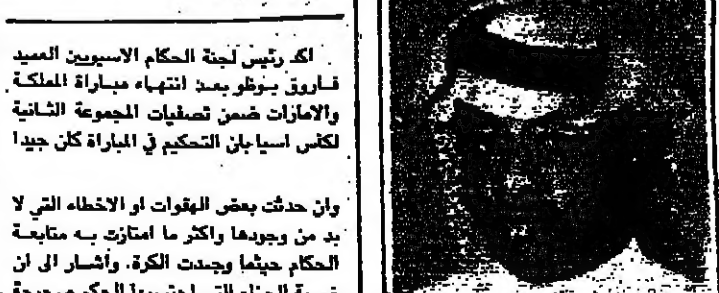 اكد رئيس لجنة الحكام الاسيويين العميد
فاروق بوظو بعد انتهاء مباراة المملكة
والامارات ضمن تصفيات المجموعة الثانية
لكأس اسيا بان التحكيم في المباراة كان جيدا
وان حدثت بعض الهفوات او الاخطاء التي لا
بد من وجودها واكثر ما امتازت به متابعة
الحكام حيثما وجدت الكرة. وأشار الى ان